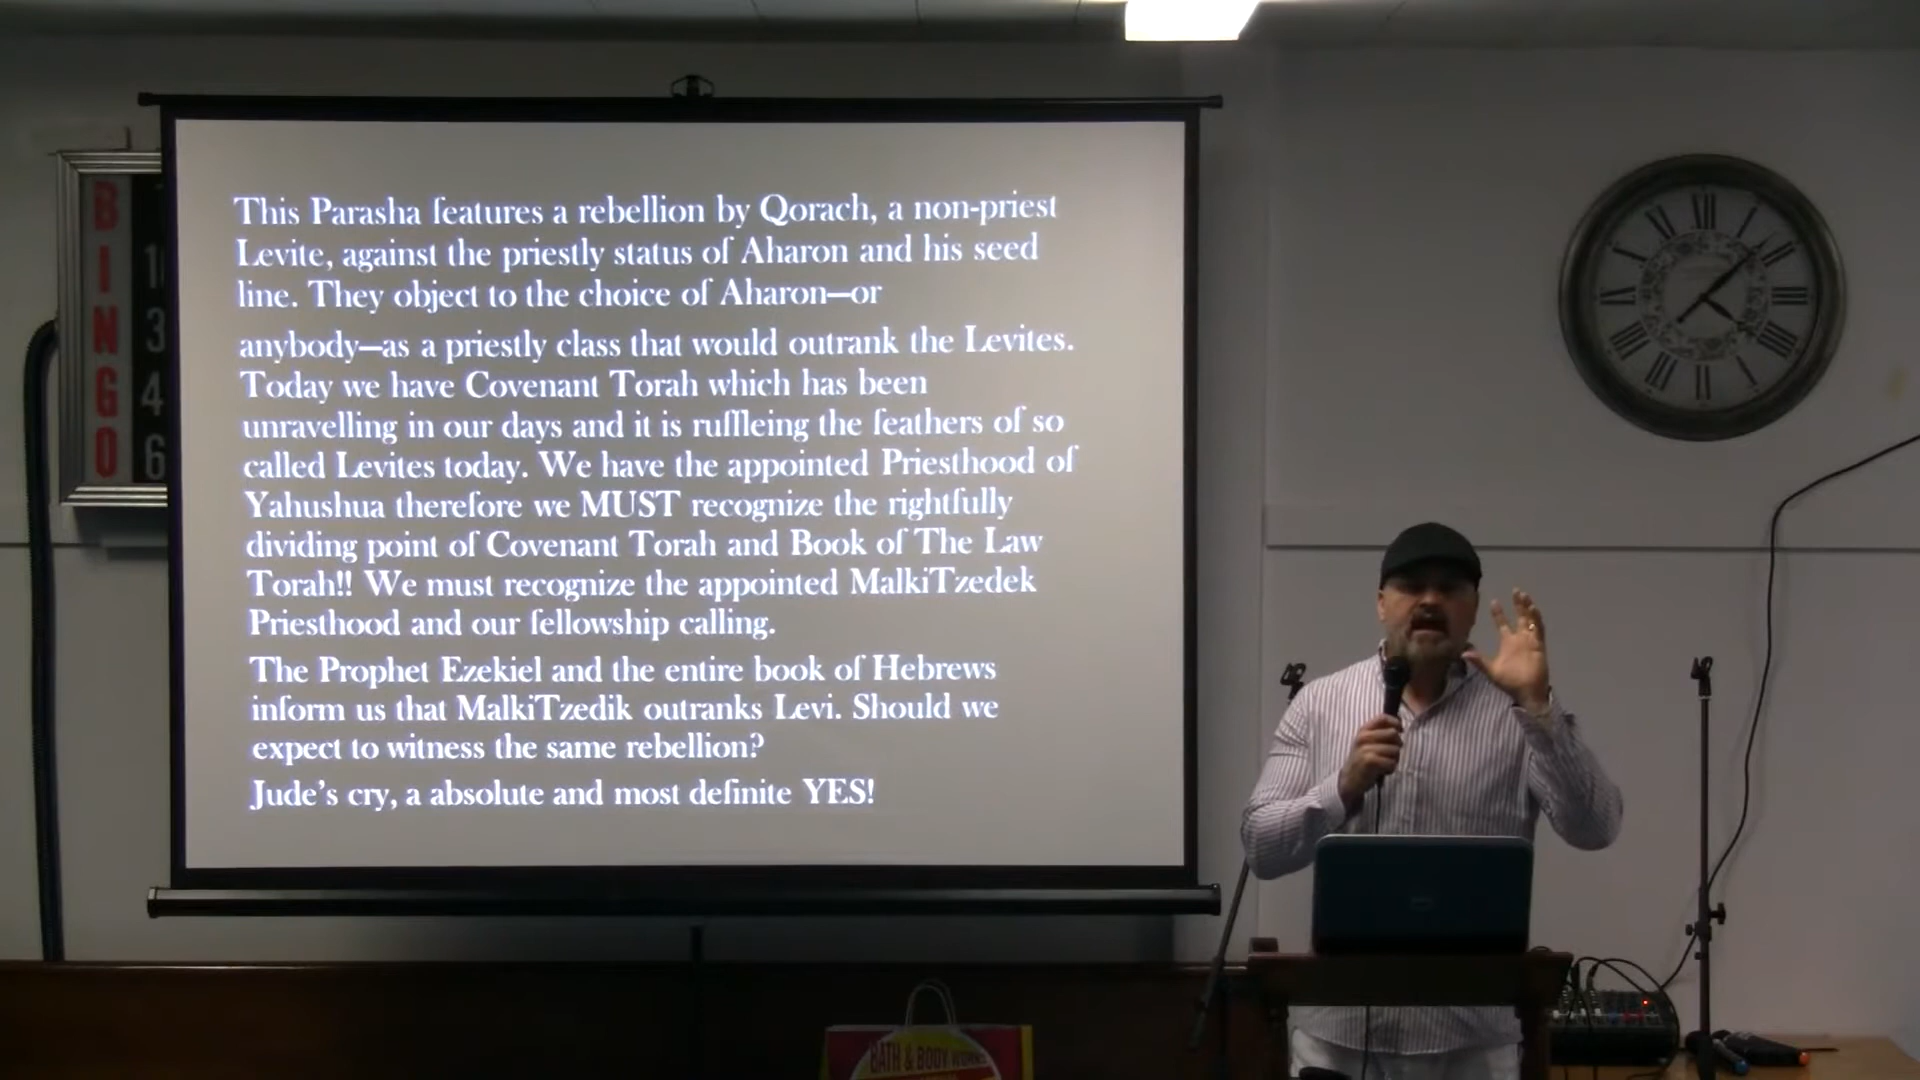 This Parasha features a rebellion by Qorach, a non-priest
Levite, against the priestly status of Aharon and his seed
line. They object to the choice of Aharon—or
anybody—as a priestly class that would outrank the Levites.
Today we have Covenant Torah which has been
unravelling in our days and it is ruffleing the feathers of so
called Levites today. We have the appointed Priesthood of
Yahushua therefore we MUST recognize the rightfully
dividing point of Covenant Torah and Book of The Law
Torah!! We must recognize the appointed MalkiTzedek
Priesthood and our fellowship calling.
The Prophet Ezekiel and the entire book of Hebrews
inform us that MalkiTzedik outranks Levi. Should we
expect to witness the same rebellion?
Jude's cry, a absolute and most definite YES!
B
I
N
G
O
3
4
6
BATH & BODY WORKS